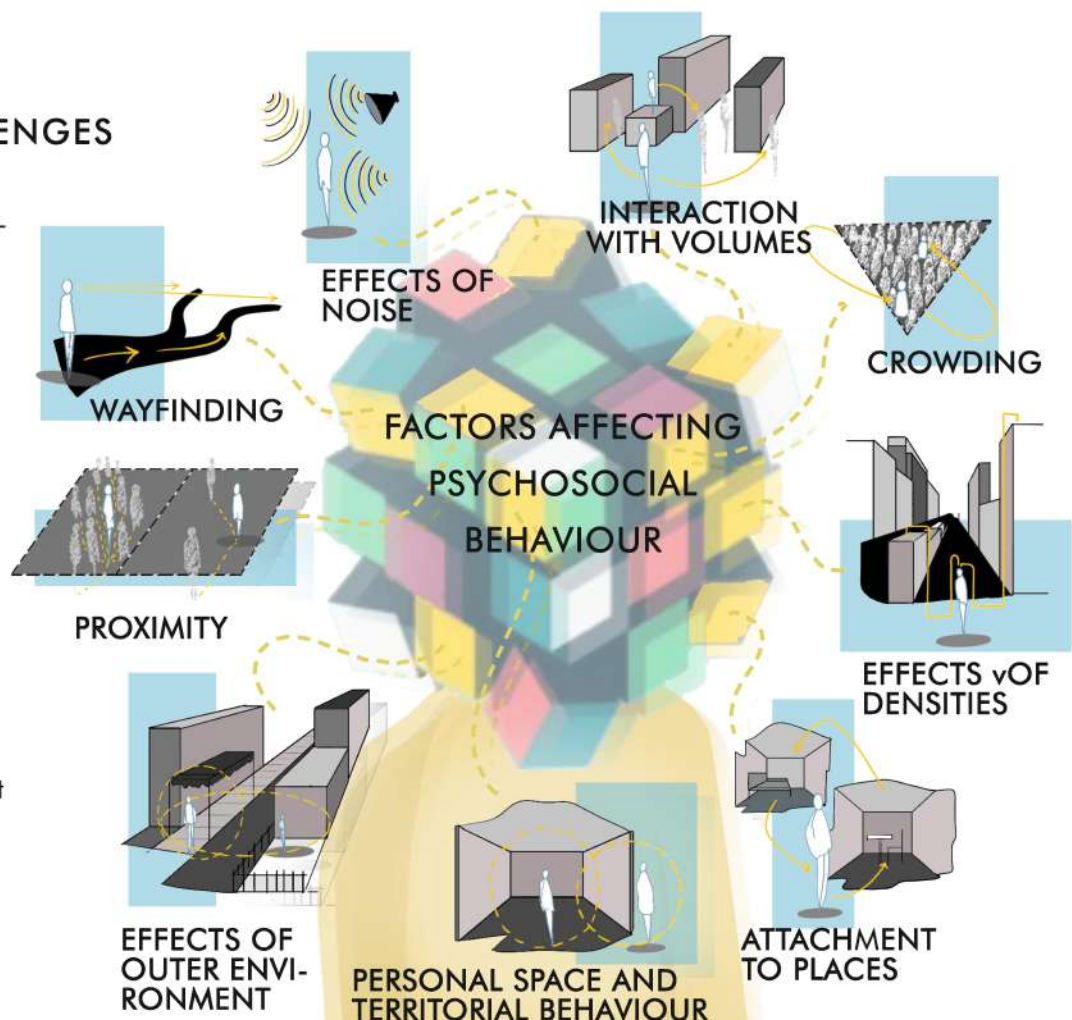 ENGES
EFFECTS OF
NOISE
INTERACTION
WITH VOLUMES
CROWDING
WAYFINDING
FACTORS AFFECTING
PSYCHOSOCIAL
BEHAVIOUR
PROXIMITY
EFFECTS vOF
DENSITIES
EFFECTS OF
OUTER ENVI-
RONMENT
PERSONAL SPACE AND
TERRITORIAL BEHAVIOUR
ATTACHMENT
TO PLACES